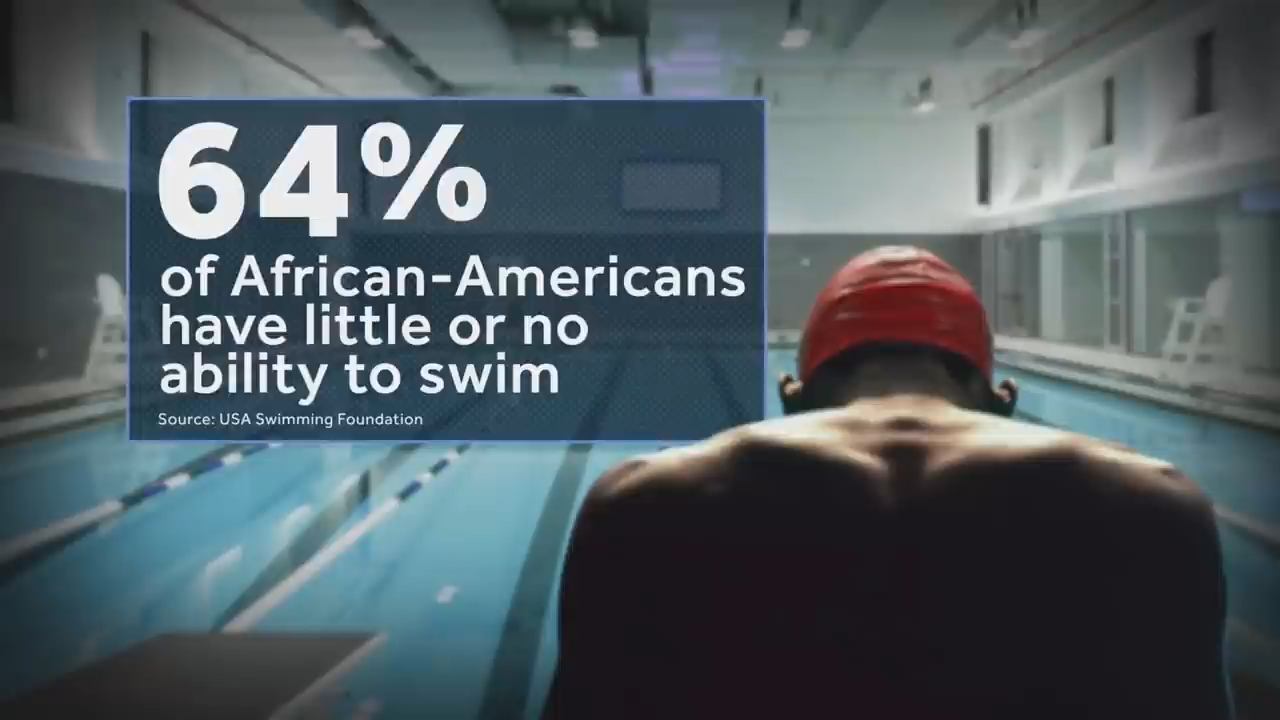 64%
of African-Americans
have little or no
ability to swim
Source: USA Swimming Foundation